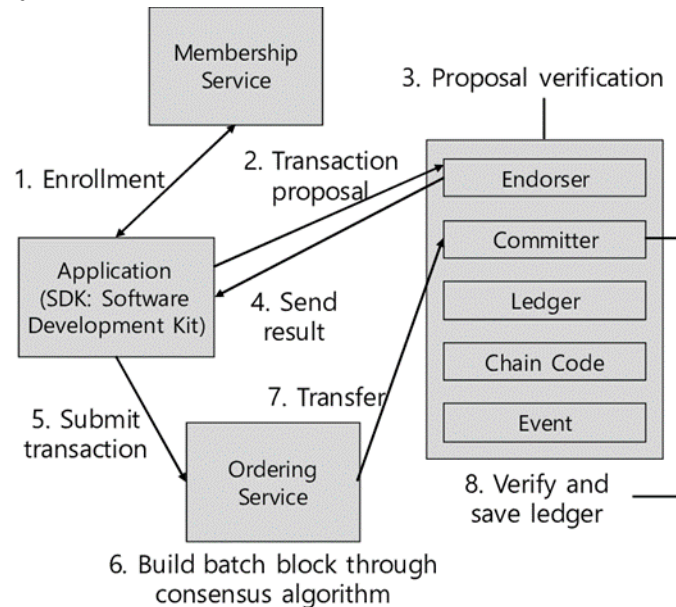 Membership
Service
3. Proposal verification
1. Enrollment
2. Transaction
proposal
Endorser
Committer
Application
(SDK: Software
Development Kit)
4. Send
result
Ledger
Chain Code
Event
5. Submit
transaction
7. Transfer
Ordering
Service
8. Verify and
save ledger
6. Build batch block through
consensus algorithm